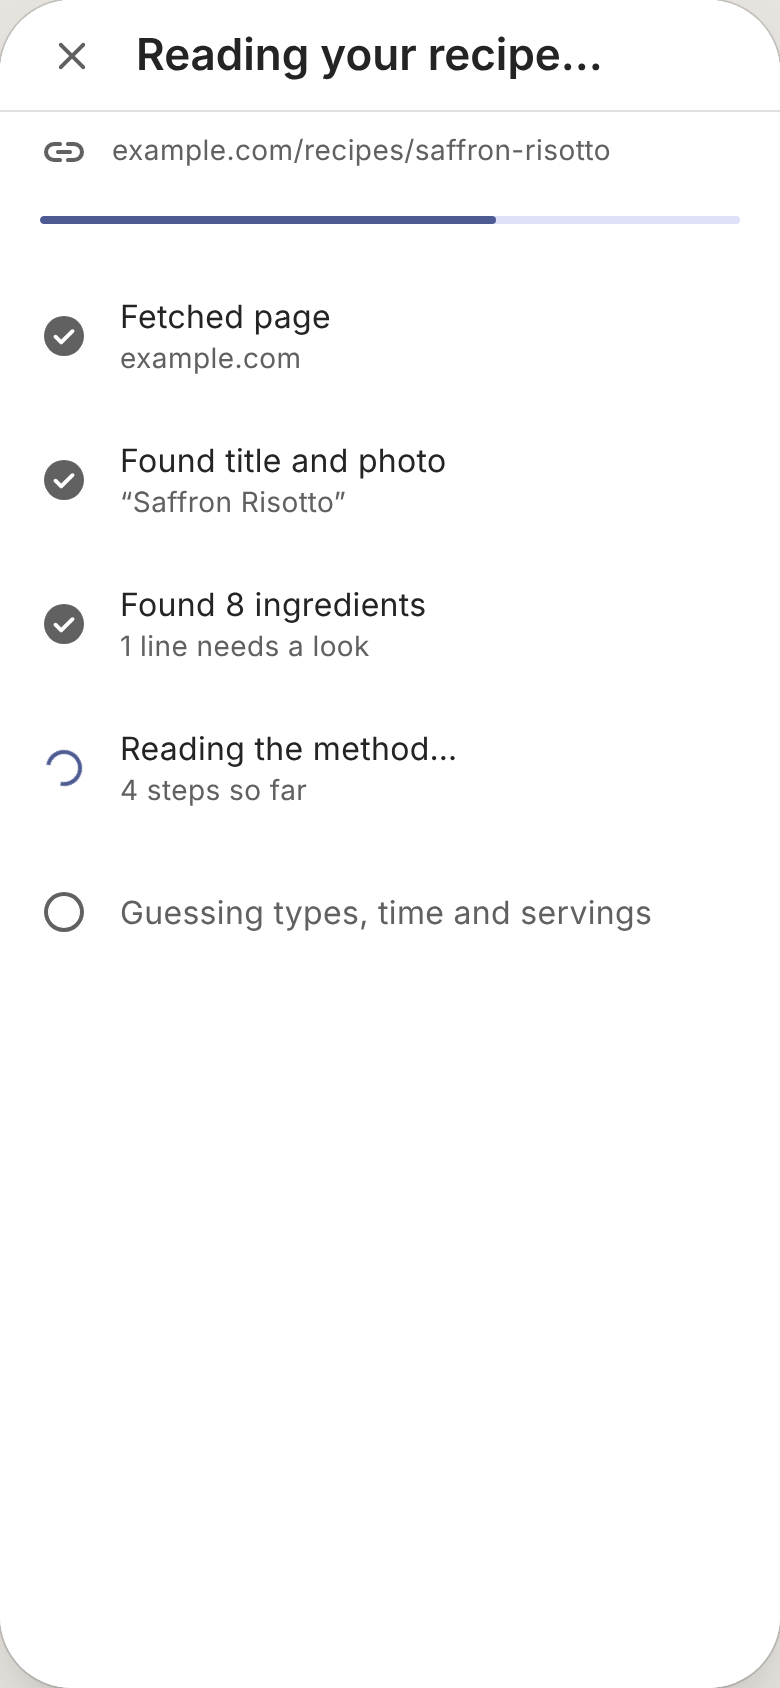 Reading your recipe...
example.com/recipes/saffron-risotto
Fetched page
example.com
Found title and photo
“Saffron Risotto”
Found 8 ingredients
1 line needs a look
Reading the method...
4 steps so far
Guessing types, time and servings